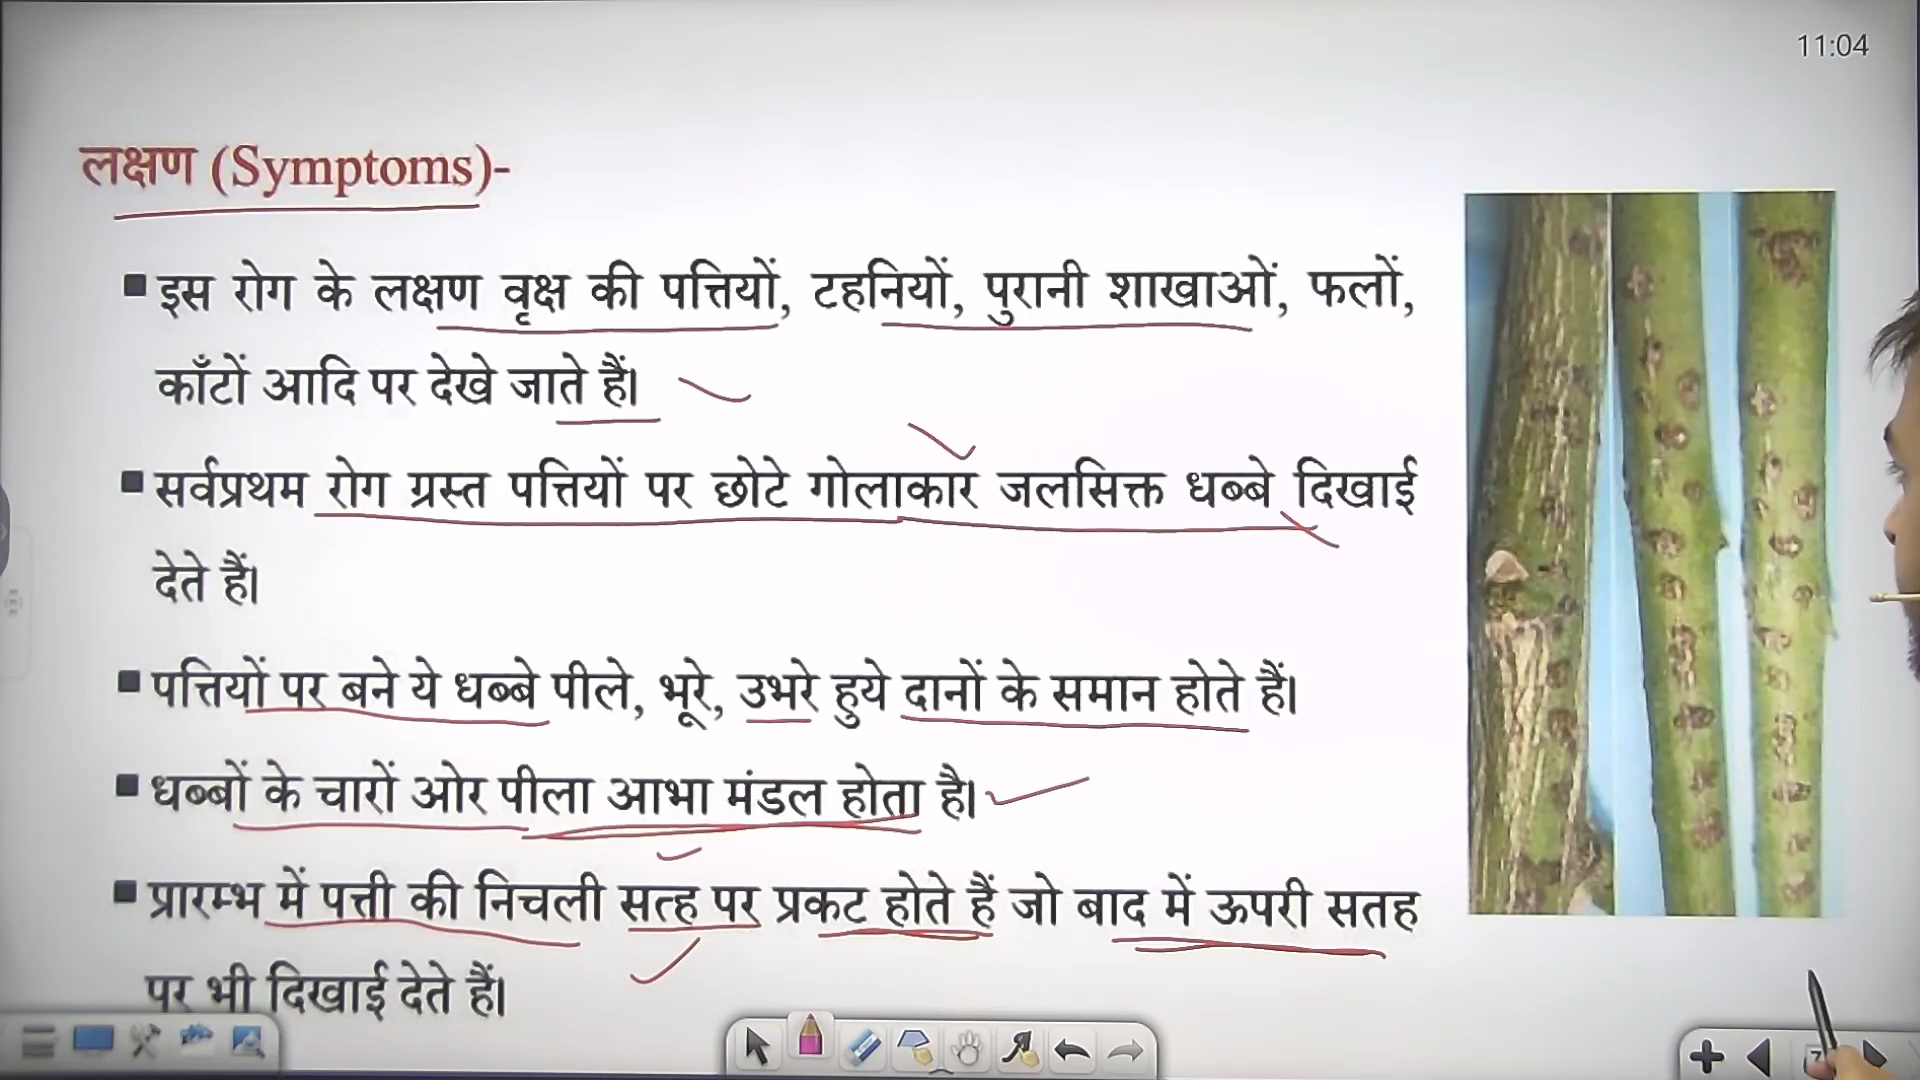 11:04
लक्षण (Symptoms)-
▪ इस रोग के लक्षण वृक्ष की पत्तियों, टहनियों, पुरानी शाखाओं, फलों,
काँटों आदि पर देखे जाते हैं।
▪ सर्वप्रथम रोग ग्रस्त पत्तियों पर छोटे गोलाकार जलसिक्त धब्बे दिखाई
देते हैं।
▪ पत्तियों पर बने ये धब्बे पीले, भूरे, उभरे हुये दानों के समान होते हैं।
▪ धब्बों के चारों ओर पीला आभा मंडल होता है।
▪ प्रारम्भ में पत्ती की निचली सत्ह पर प्रकट होते हैं जो बाद में ऊपरी सतह
पर भी दिखाई देते हैं।